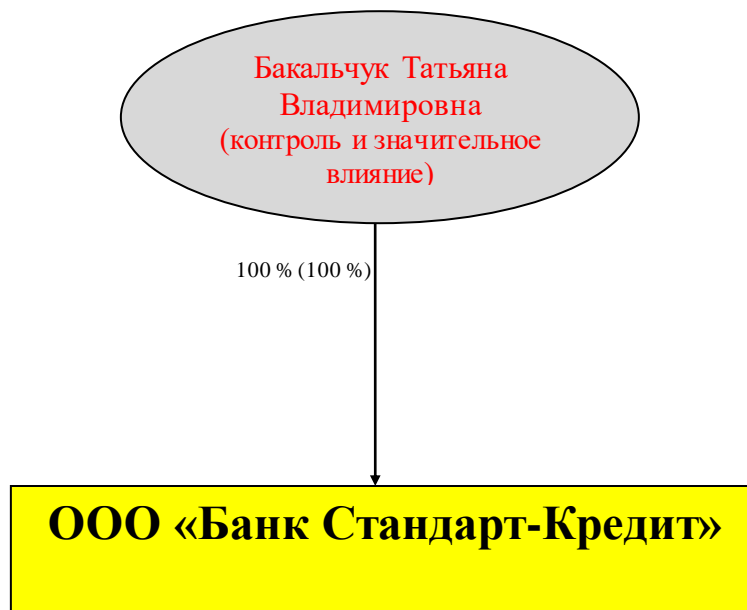 Бакальчук Татьяна
Владимировна
(контроль и значительное
влияние)
100 % (100 %)
ООО «Банк Стандарт-Кредит»